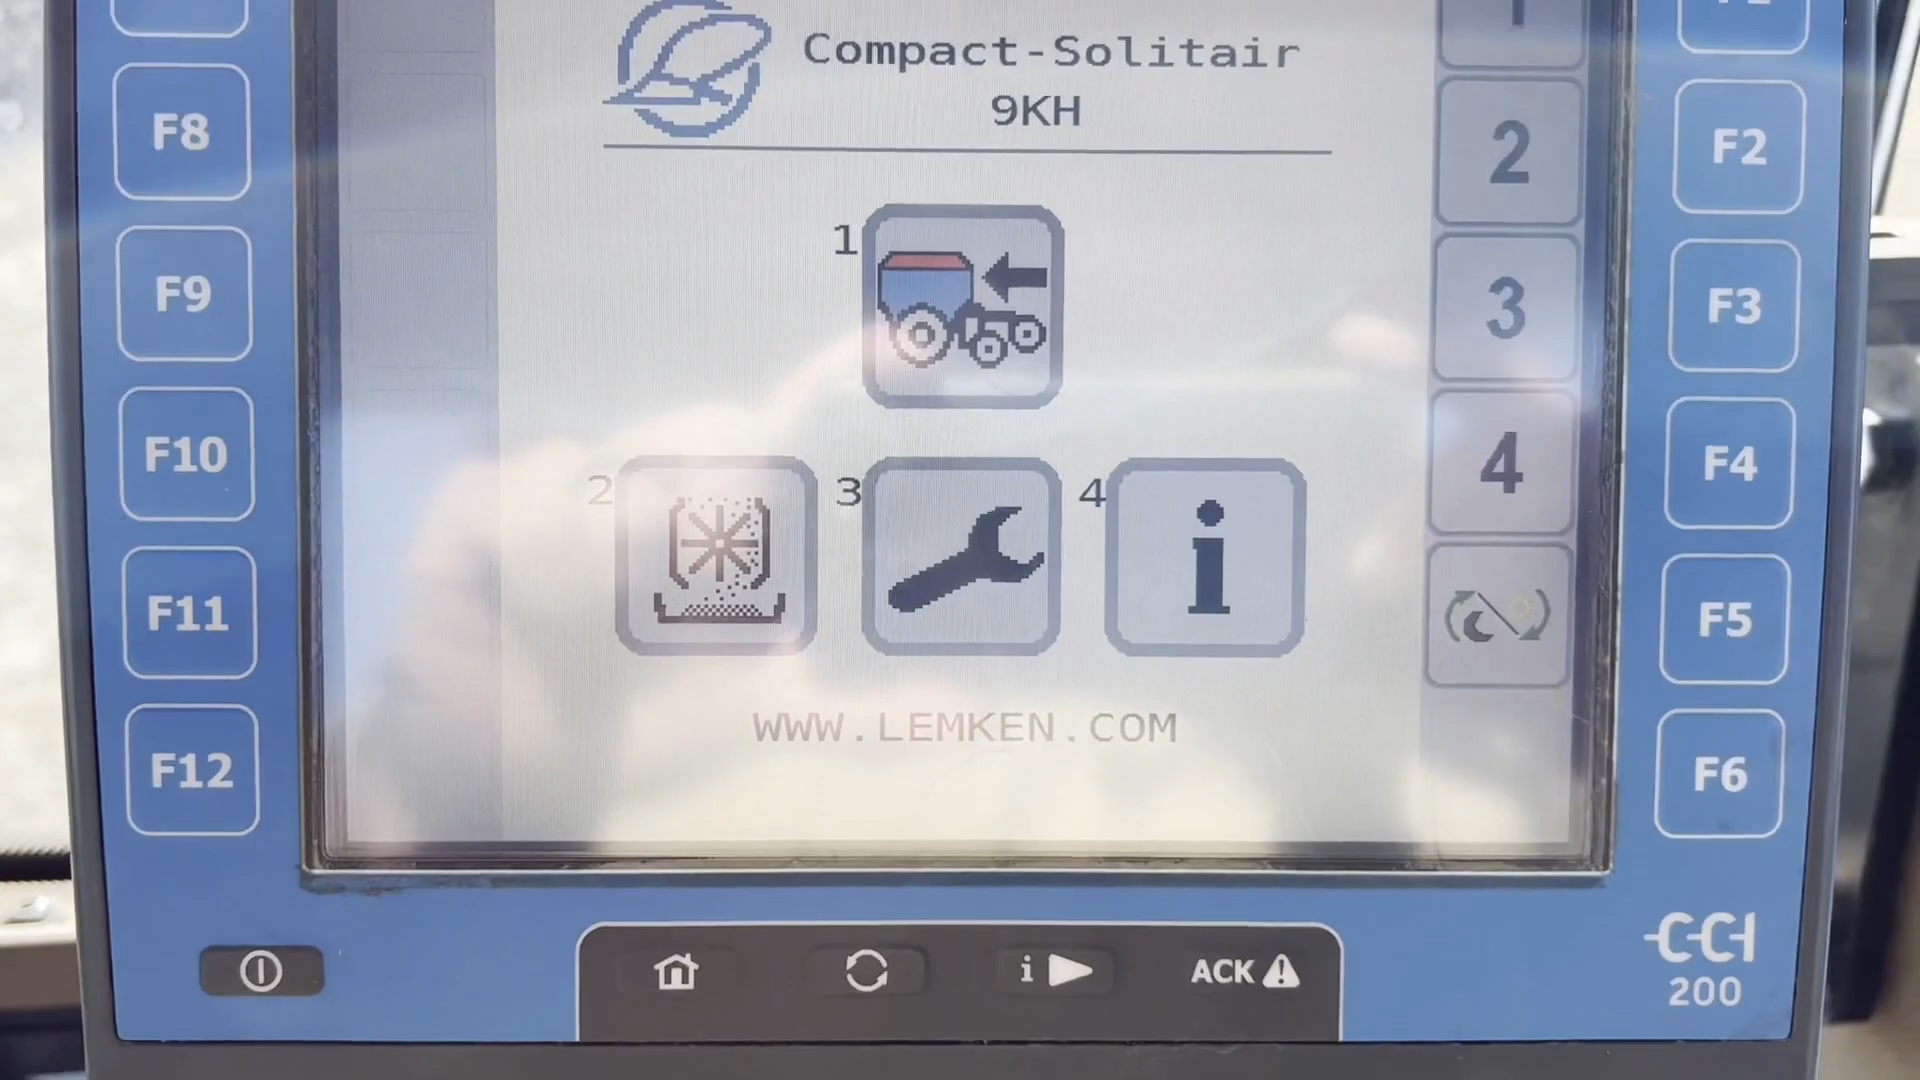 Compact-Solitair
9KH
1
2
3
4
WWW.LEMKEN.COM
1
2
3
4
F8
F9
F10
F11
F12
F2
F3
F4
F5
F6
i
ACK
CCI
200